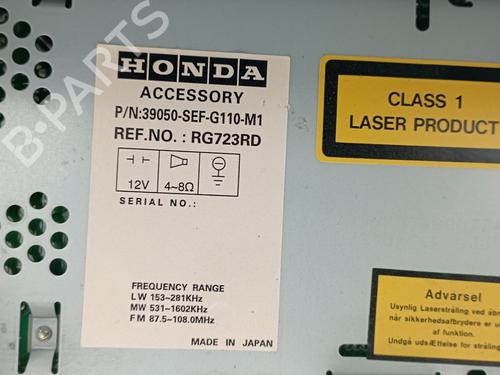 HONDA
ACCESSORY
P/N:39050-SEF-G110-M1
REF.NO.: RG723RD
12V
4~8Ω
SERIAL NO.:
FREQUENCY RANGE
LW 153~281KHz
MW 531~1602KHz
FM 87.5~108.0MHz
MADE IN JAPAN
CLASS 1
LASER PRODUCT
Advarsel
Usynlig Laserstråling ved åbn
når sikkerhedsafbrydere er u
af funktion.
Undgå udsættelse for stråling
B-PARTS